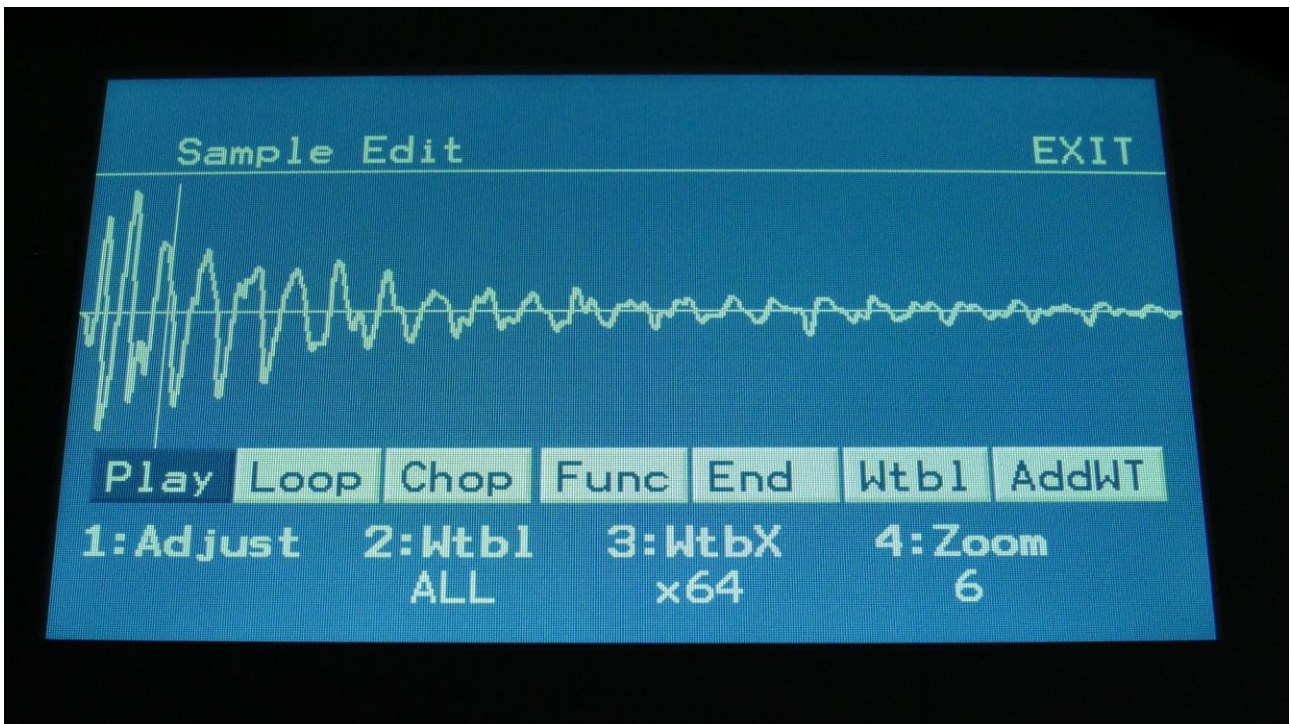 Sample Edit EXIT
Play Loop Chop Func End Wtbl AddWT
1:Adjust 2:Wtbl 3:WtbX 4:Zoom
ALL x64 6